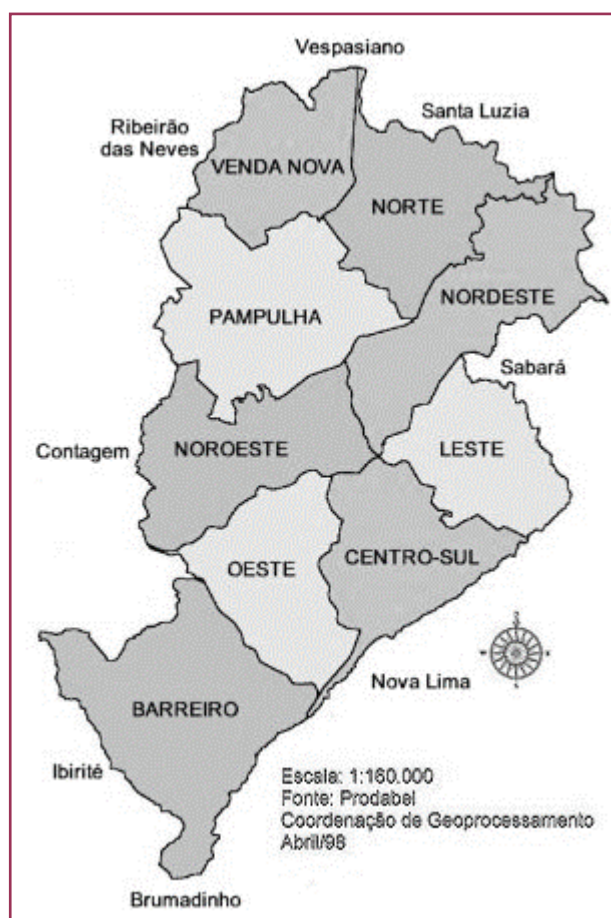 Vespasiano
Santa Luzia
Ribeirão
das Neves
VENDA NOVA
NORTE
NORDESTE
PAMPULHA
Sabará
Contagem
NOROESTE
LESTE
OESTE
CENTRO-SUL
Nova Lima
BARREIRO
Ibirité
Escala: 1:160.000
Fonte: Prodabel
Coordenação de Geoprocessamento
Abril/98
Brumadinho